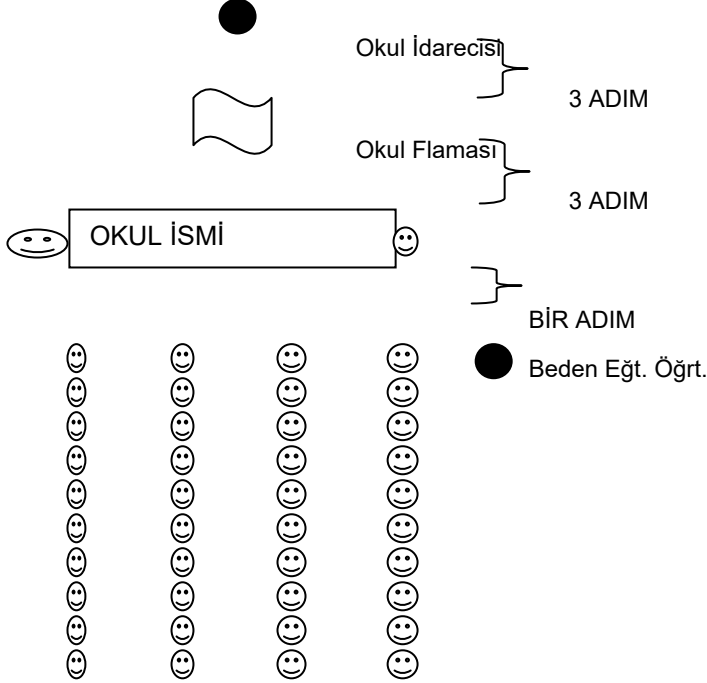 Okul İdarecisi
3 ADIM
Okul Flaması
3 ADIM
OKUL İSMİ
BİR ADIM
Beden Eğt. Öğrt.